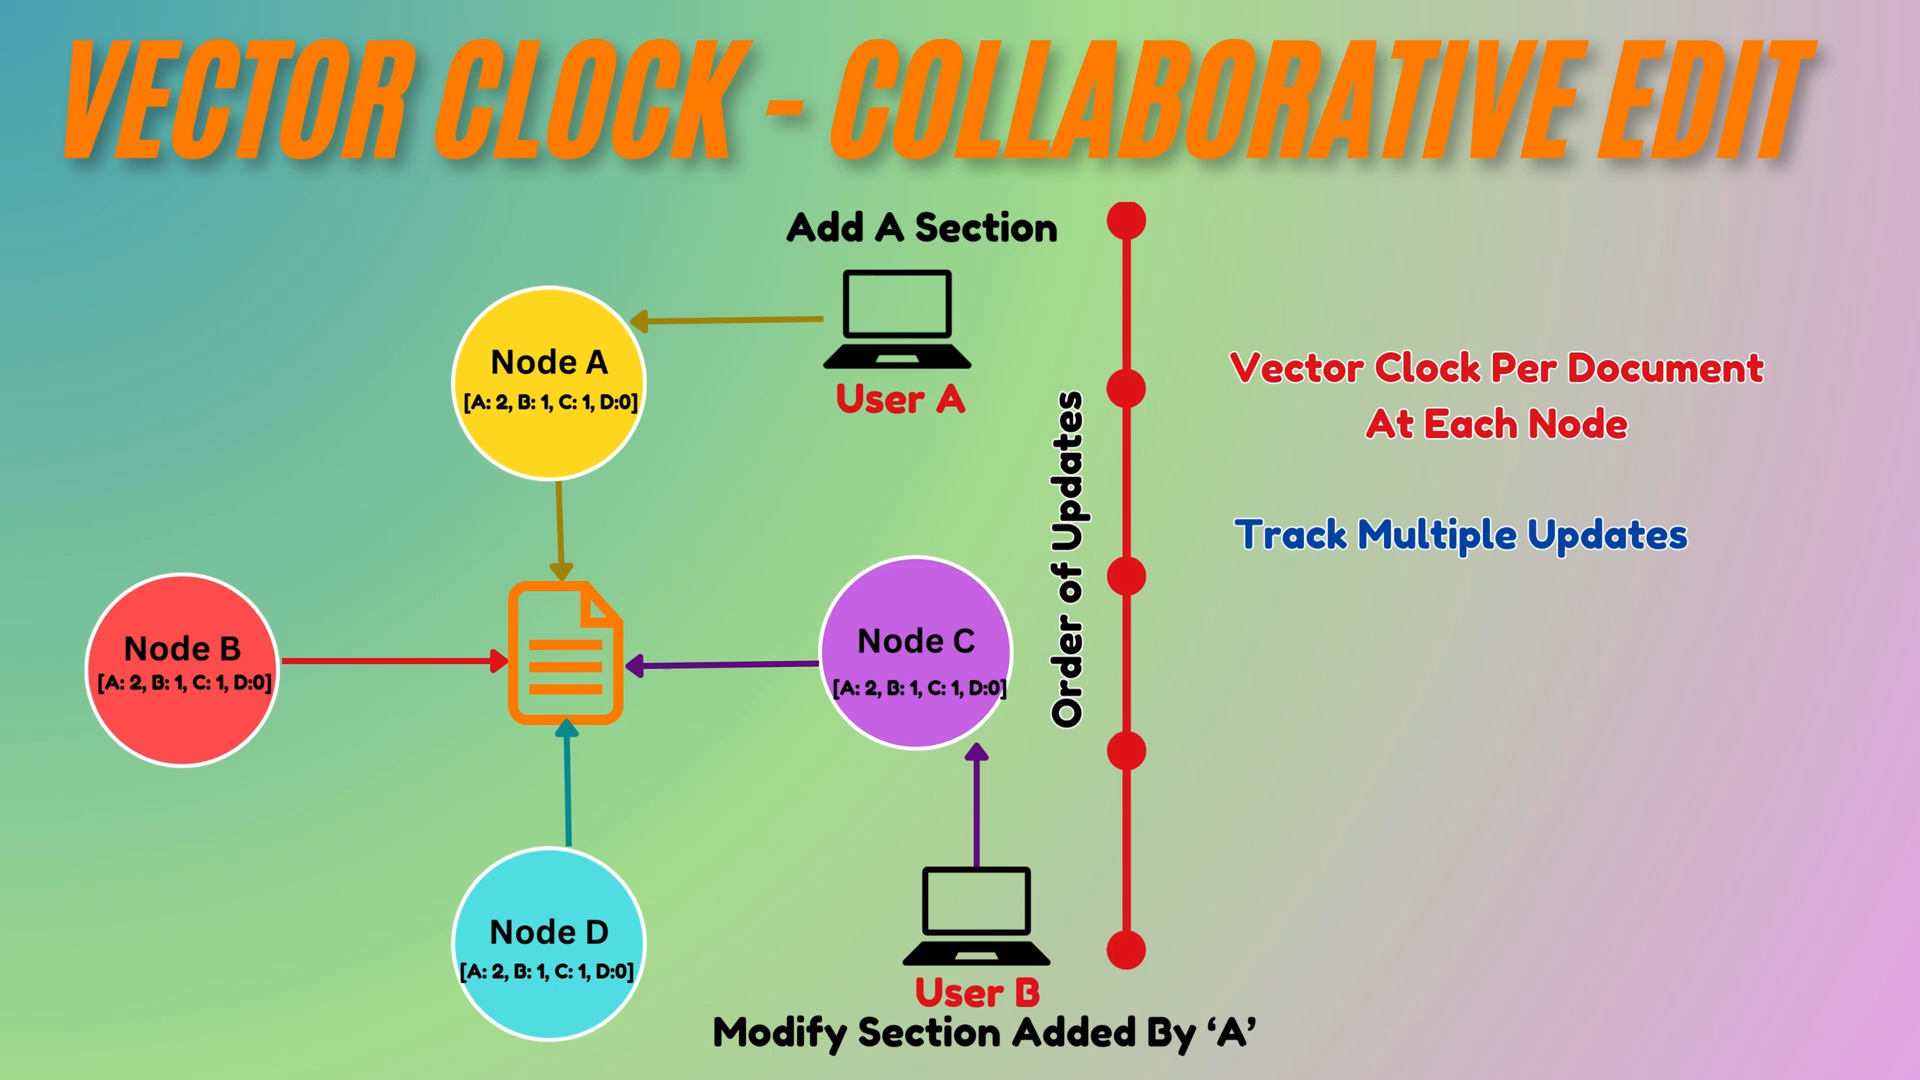 VECTOR CLOCK - COLLABORATIVE EDIT
Add A Section
User A
Node A
[A: 2, B: 1, C: 1, D:0]
Node B
[A: 2, B: 1, C: 1, D:0]
Node C
[A: 2, B: 1, C: 1, D:0]
Node D
[A: 2, B: 1, C: 1, D:0]
User B
Modify Section Added By ‘A’
Order of Updates
Vector Clock Per Document
At Each Node
Track Multiple Updates